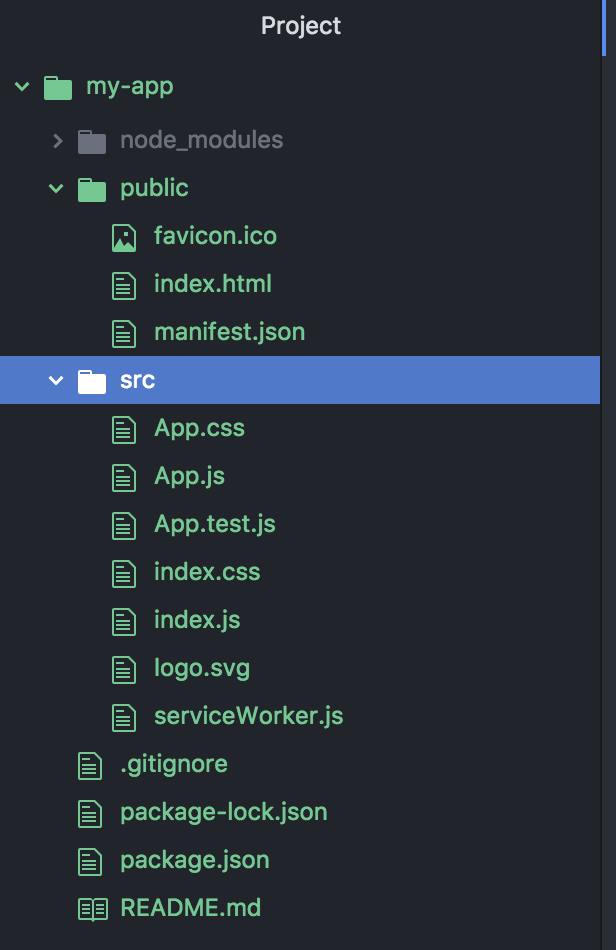 Project
my-app
node_modules
public
favicon.ico
index.html
manifest.json
src
App.css
App.js
App.test.js
index.css
index.js
logo.svg
serviceWorker.js
.gitignore
package-lock.json
package.json
README.md